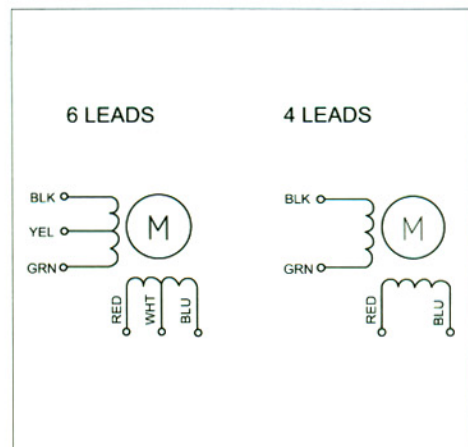 6 LEADS
4 LEADS
BLK
YEL
GRN
M
RED
WHT
BLU
BLK
GRN
M
RED
BLU